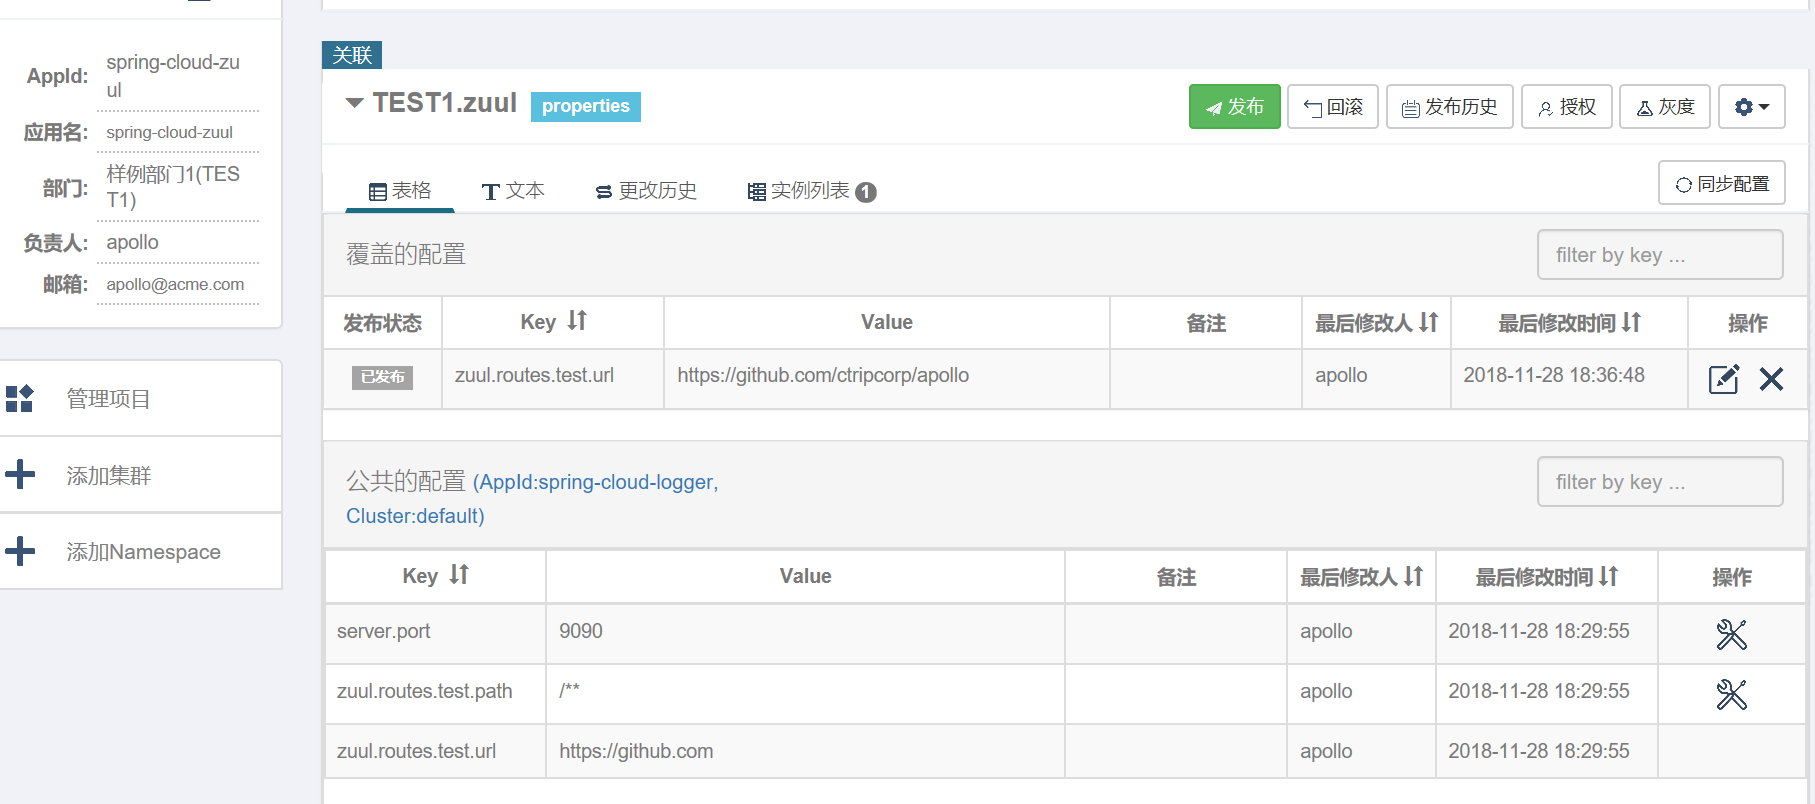 AppId:
spring-cloud-zu
ul
应用名:
spring-cloud-zuul
部门:
样例部门1(TES
T1)
负责人:
apollo
邮箱:
apollo@acme.com
管理项目
添加集群
添加Namespace
关联
TEST1.zuul properties
发布 回滚 发布历史 授权 灰度
表格 文本 更改历史 实例列表 1 同步配置
覆盖的配置 filter by key ...
发布状态 Key Value 备注 最后修改人 最后修改时间 操作
已发布 zuul.routes.test.url https://github.com/ctripcorp/apollo apollo 2018-11-28 18:36:48
公共的配置 (AppId:spring-cloud-logger, filter by key ...
Cluster:default)
Key Value 备注 最后修改人 最后修改时间 操作
server.port 9090 apollo 2018-11-28 18:29:55
zuul.routes.test.path /** apollo 2018-11-28 18:29:55
zuul.routes.test.url https://github.com apollo 2018-11-28 18:29:55